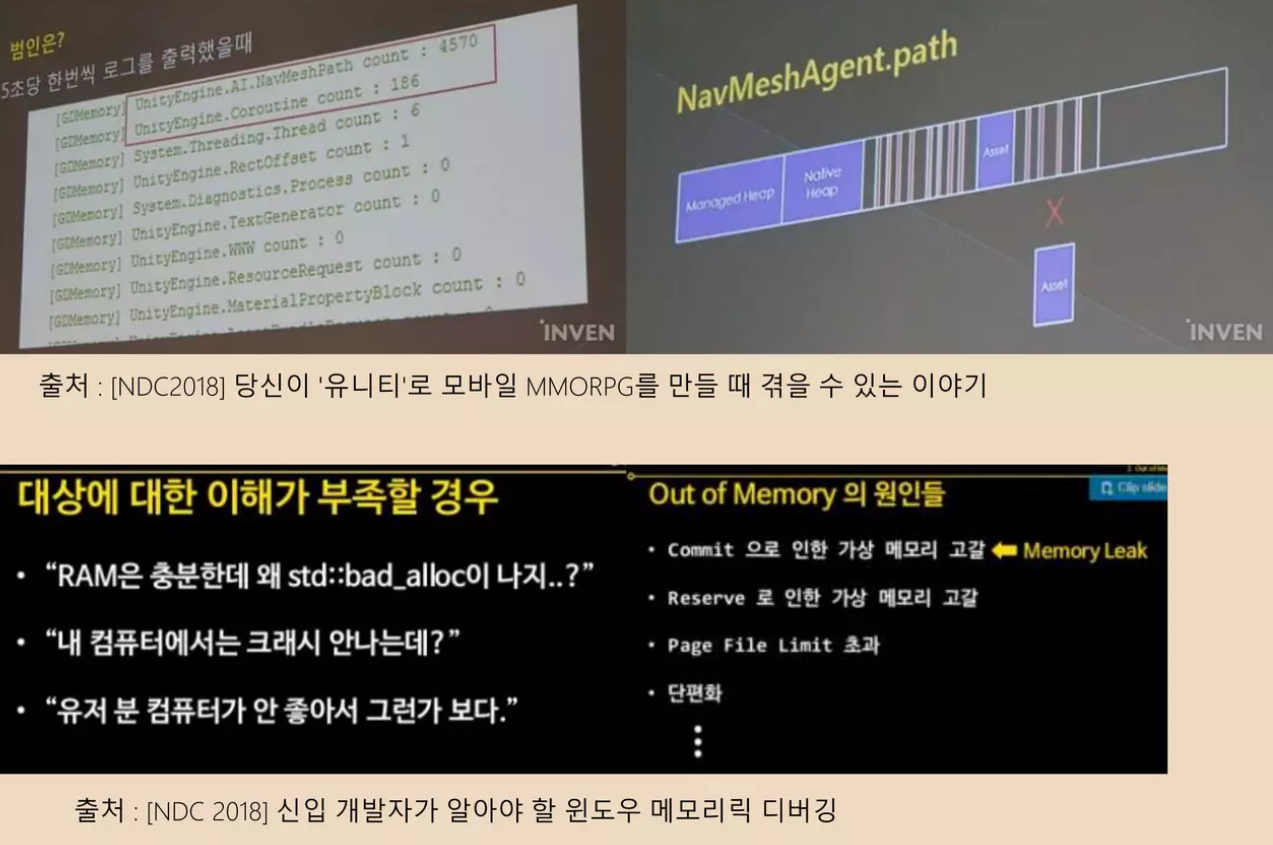 범인은?
5초당 한번씩 로그를 출력했을때
[GDMemory] UnityEngine.AI.NavMeshPath count : 4570
[GDMemory] UnityEngine.Coroutine count : 186
[GDMemory] System.Threading.Thread count : 6
[GDMemory] UnityEngine.RectOffset count : 1
[GDMemory] System.Diagnostics.Process count : 0
[GDMemory] UnityEngine.TextGenerator count : 0
[GDMemory] UnityEngine.WWW count : 0
[GDMemory] UnityEngine.ResourceRequest count : 0
[GDMemory] UnityEngine.MaterialPropertyBlock count : 0
INVEN
NavMeshAgent.path
Managed Heap
Native
Heap
Asset
X
Asset
INVEN
출처 : [NDC2018] 당신이 '유니티'로 모바일 MMORPG를 만들 때 겪을 수 있는 이야기
대상에 대한 이해가 부족할 경우
• “RAM은 충분한데 왜 std::bad_alloc이 나지..?”
• “내 컴퓨터에서는 크래시 안나는데?”
• “유저 분 컴퓨터가 안 좋아서 그런가 보다.”
Clip slide
Out of Memory 의 원인들
• Commit 으로 인한 가상 메모리 고갈 Memory Leak
• Reserve 로 인한 가상 메모리 고갈
• Page File Limit 초과
• 단편화
출처 : [NDC 2018] 신입 개발자가 알아야 할 윈도우 메모리릭 디버깅